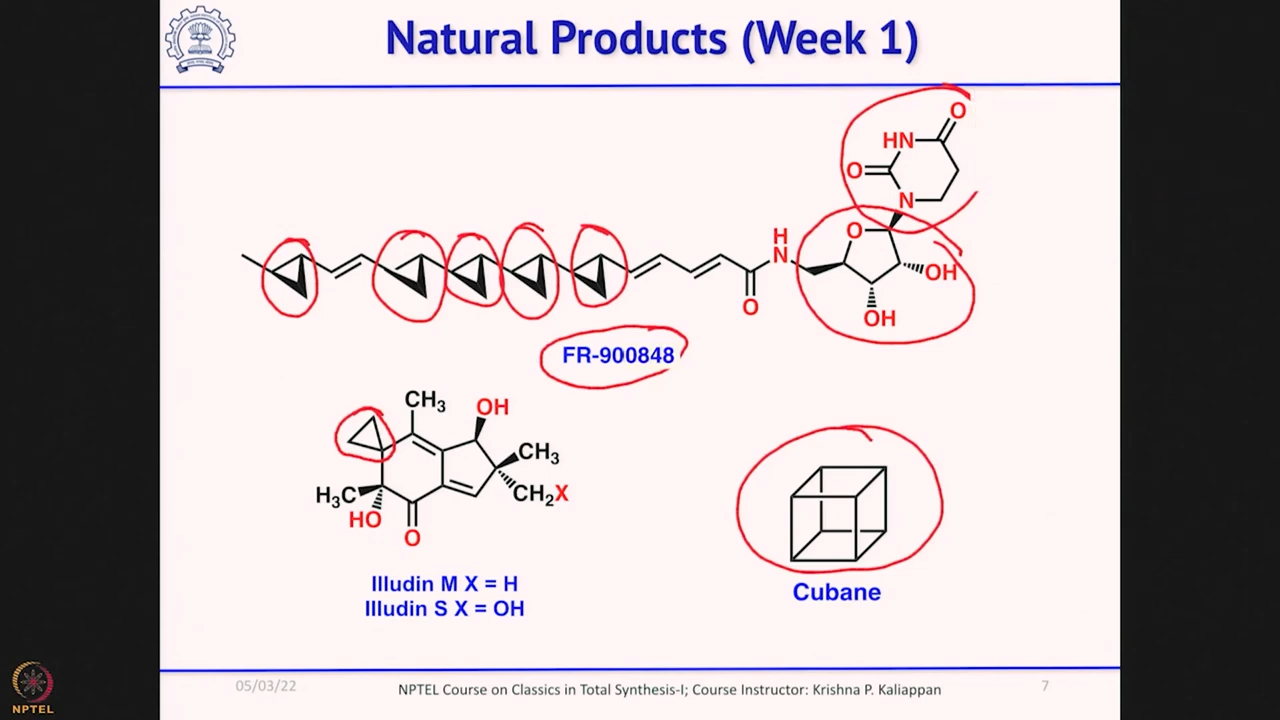 Natural Products (Week 1)
O
HN
O
N
O
H
N
OH
O
OH
FR-900848
CH3
OH
CH3
H3C
CH2X
HO
O
Illudin M X = H
Illudin S X = OH
Cubane
05/03/22
NPTEL Course on Classics in Total Synthesis-I; Course Instructor: Krishna P. Kaliappan
7
NPTEL